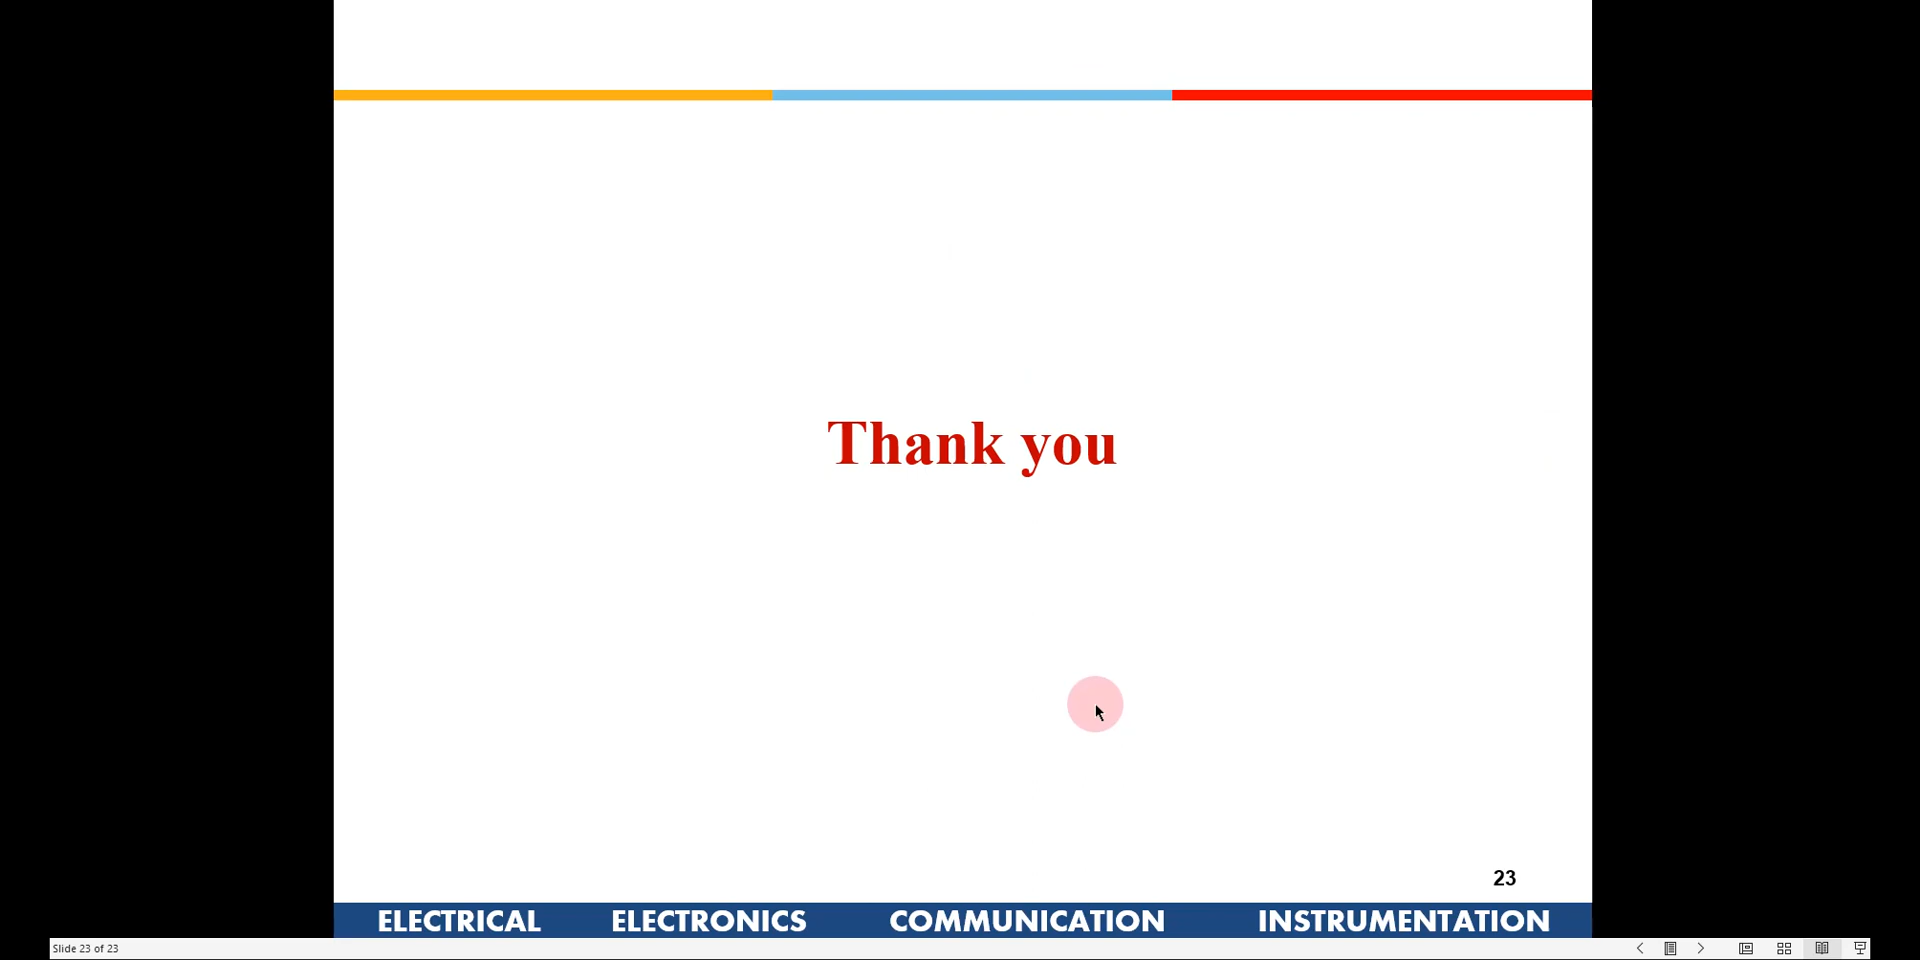 Thank you
23
ELECTRICAL ELECTRONICS COMMUNICATION INSTRUMENTATION
Slide 23 of 23